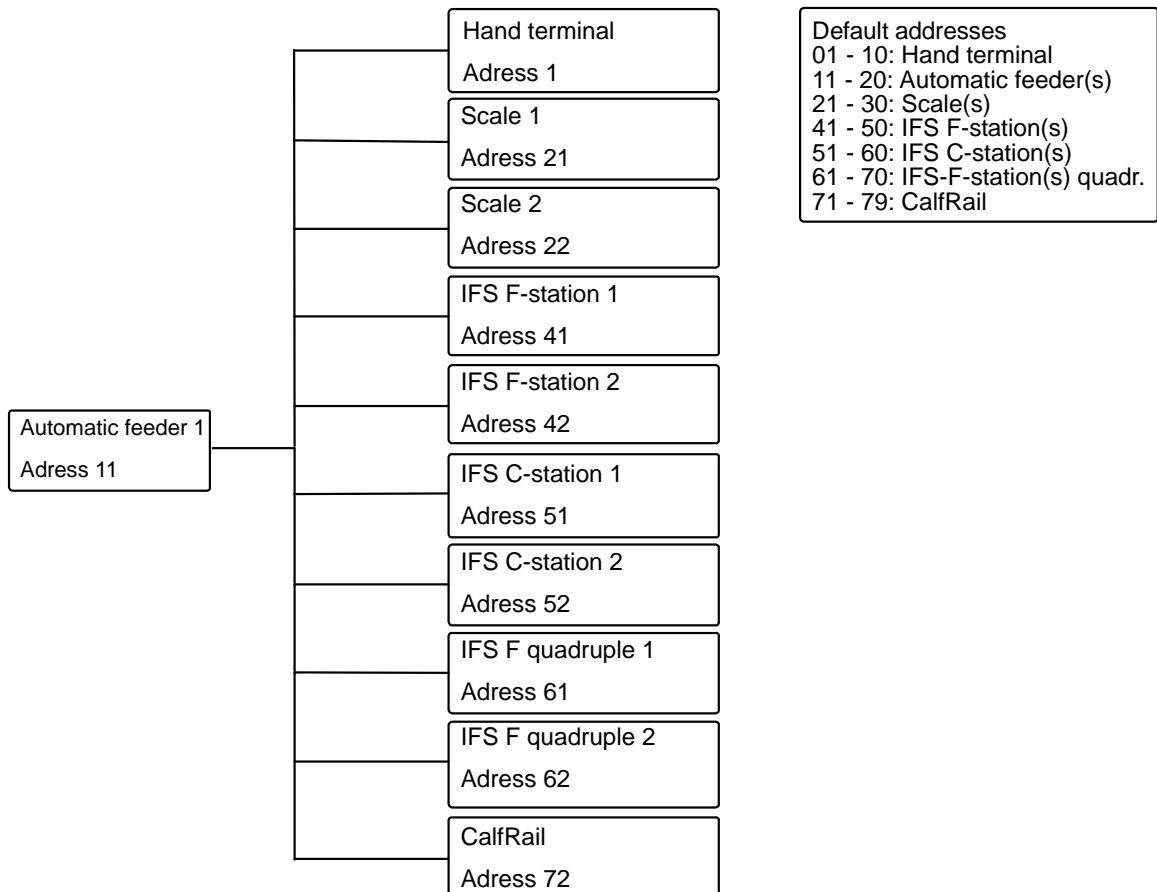 Hand terminal
Adress 1
Scale 1
Adress 21
Scale 2
Adress 22
IFS F-station 1
Adress 41
IFS F-station 2
Adress 42
Automatic feeder 1
Adress 11
IFS C-station 1
Adress 51
IFS C-station 2
Adress 52
IFS F quadruple 1
Adress 61
IFS F quadruple 2
Adress 62
CalfRail
Adress 72
Default addresses
01 - 10: Hand terminal
11 - 20: Automatic feeder(s)
21 - 30: Scale(s)
41 - 50: IFS F-station(s)
51 - 60: IFS C-station(s)
61 - 70: IFS-F-station(s) quadr.
71 - 79: CalfRail